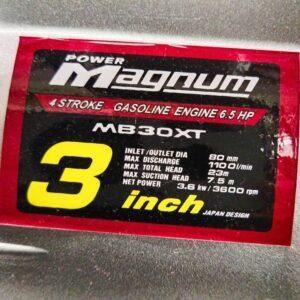 POWER
Magnum
4 STROKE GASOLINE ENGINE 6.5 HP
MB30XT
3 inch
INLET/OUTLET DIA 80 mm
MAX DISCHARGE 1100 l/min
MAX TOTAL HEAD 23m
MAX SUCTION HEAD 7.5 m
NET POWER 3.6 kw/3600 rpm
JAPAN DESIGN